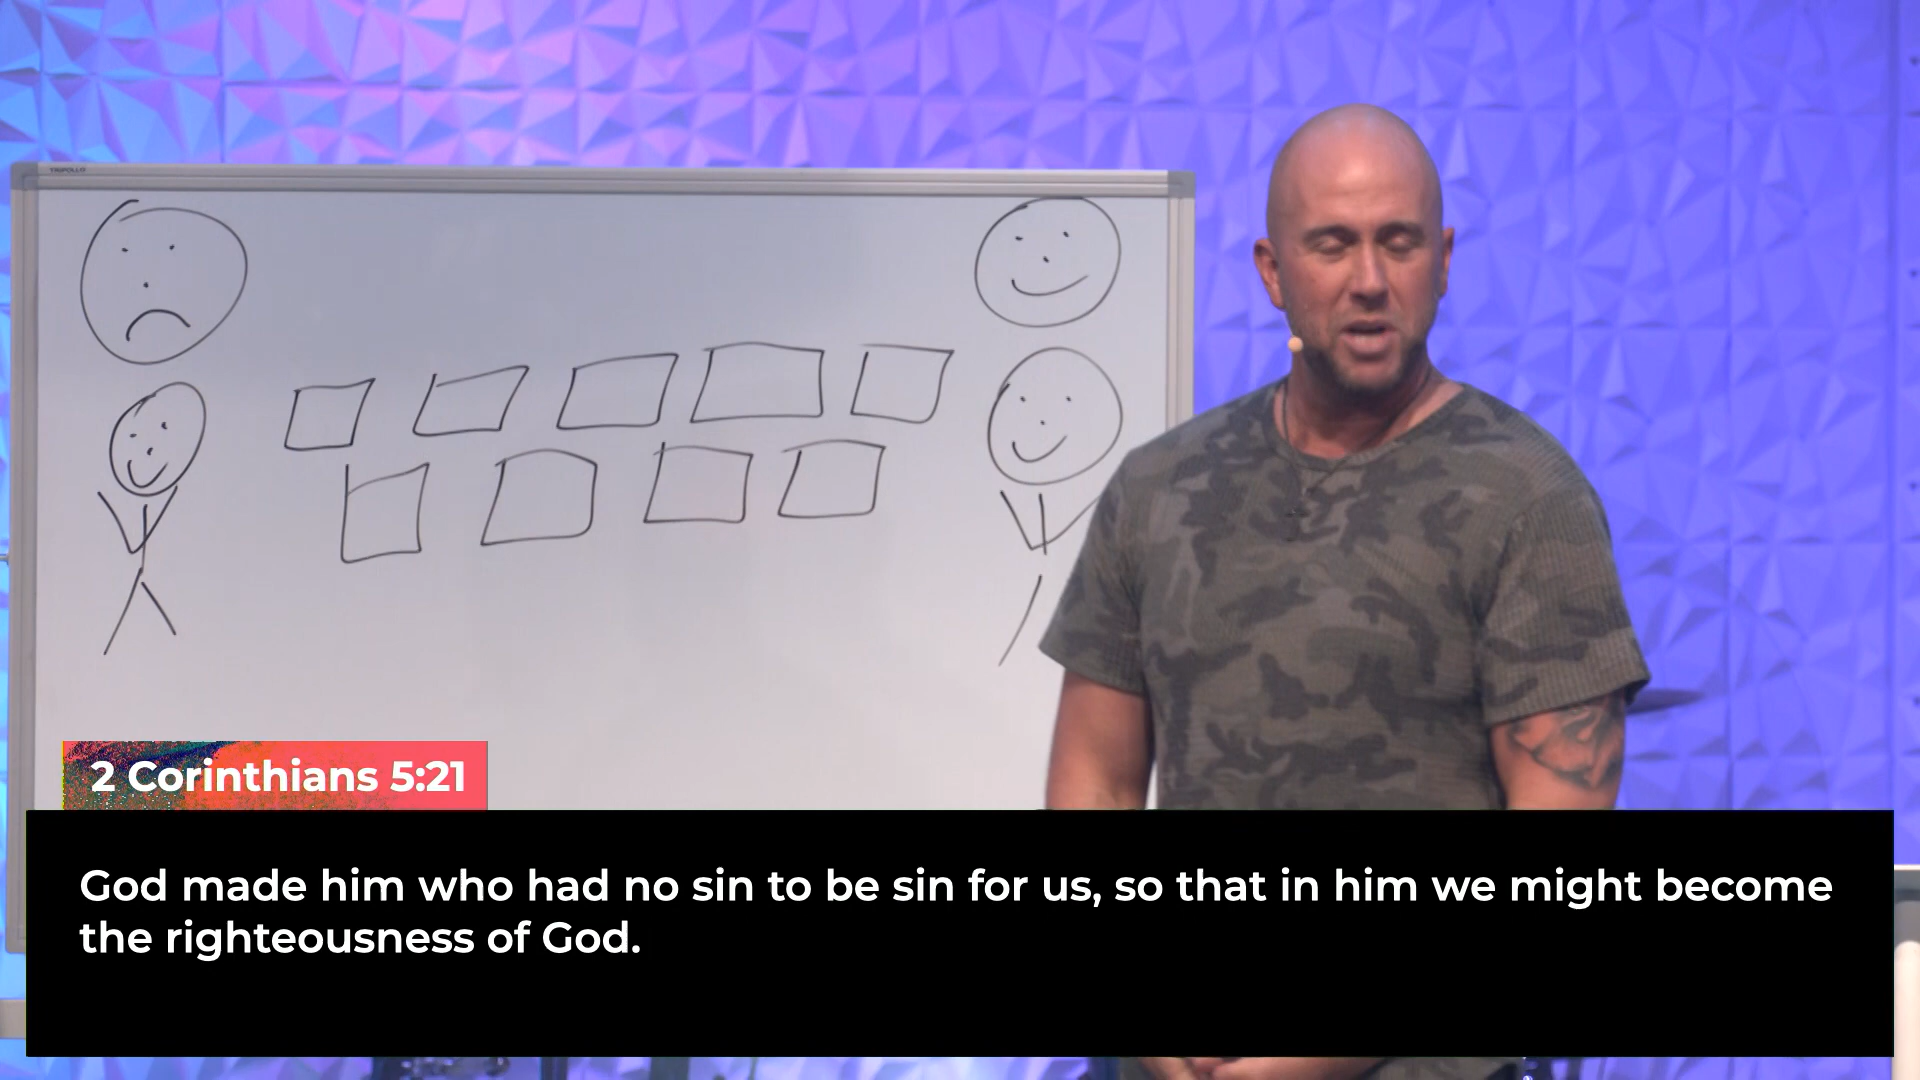 2 Corinthians 5:21
God made him who had no sin to be sin for us, so that in him we might become
the righteousness of God.